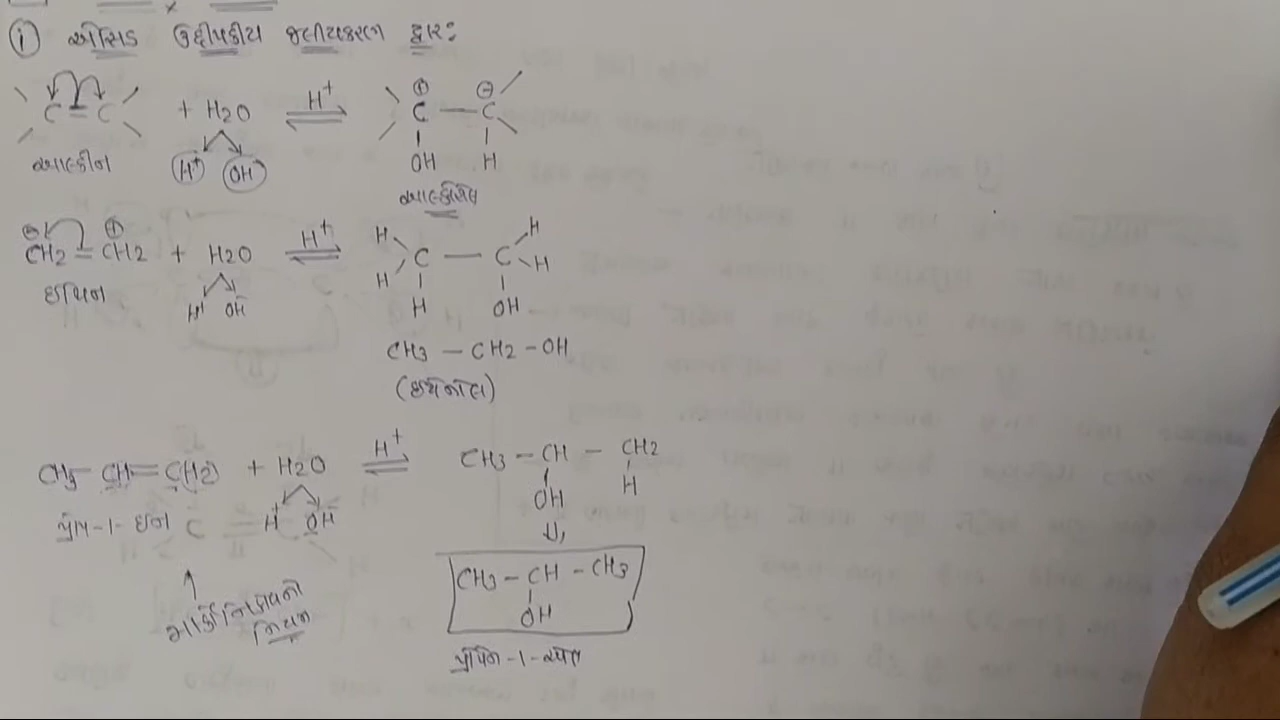 (i) એસિડ ઉદ્દીપકીય જલીયકરણ દ્વારા:
C = C + H2O ⇌ H+ C — C
આલ્કીન H+ OH- OH H
આલ્કોહોલ
CH2 = CH2 + H2O ⇌ H+ H H C — C H H
ઇથિન H+ OH- H OH
CH3 — CH2 — OH
(ઇથેનોલ)
CH3 — CH = CH2 + H2O ⇌ H+ CH3 — CH — CH2
પ્રોપ-1-ઇન H+ OH- OH H
CH3 — CH — CH3
OH
માર્કોનિકોવનો
નિયમ
પ્રોપેન-1-ઓલ